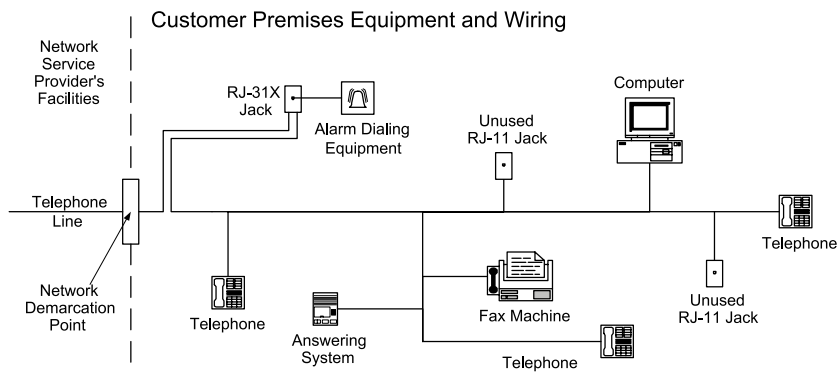 Customer Premises Equipment and Wiring
Network
Service
Provider's
Facilities
RJ-31X
Jack
Alarm Dialing
Equipment
Unused
RJ-11 Jack
Computer
Telephone
Line
Network
Demarcation
Point
Telephone
Answering
System
Fax Machine
Telephone
Unused
RJ-11 Jack
Telephone